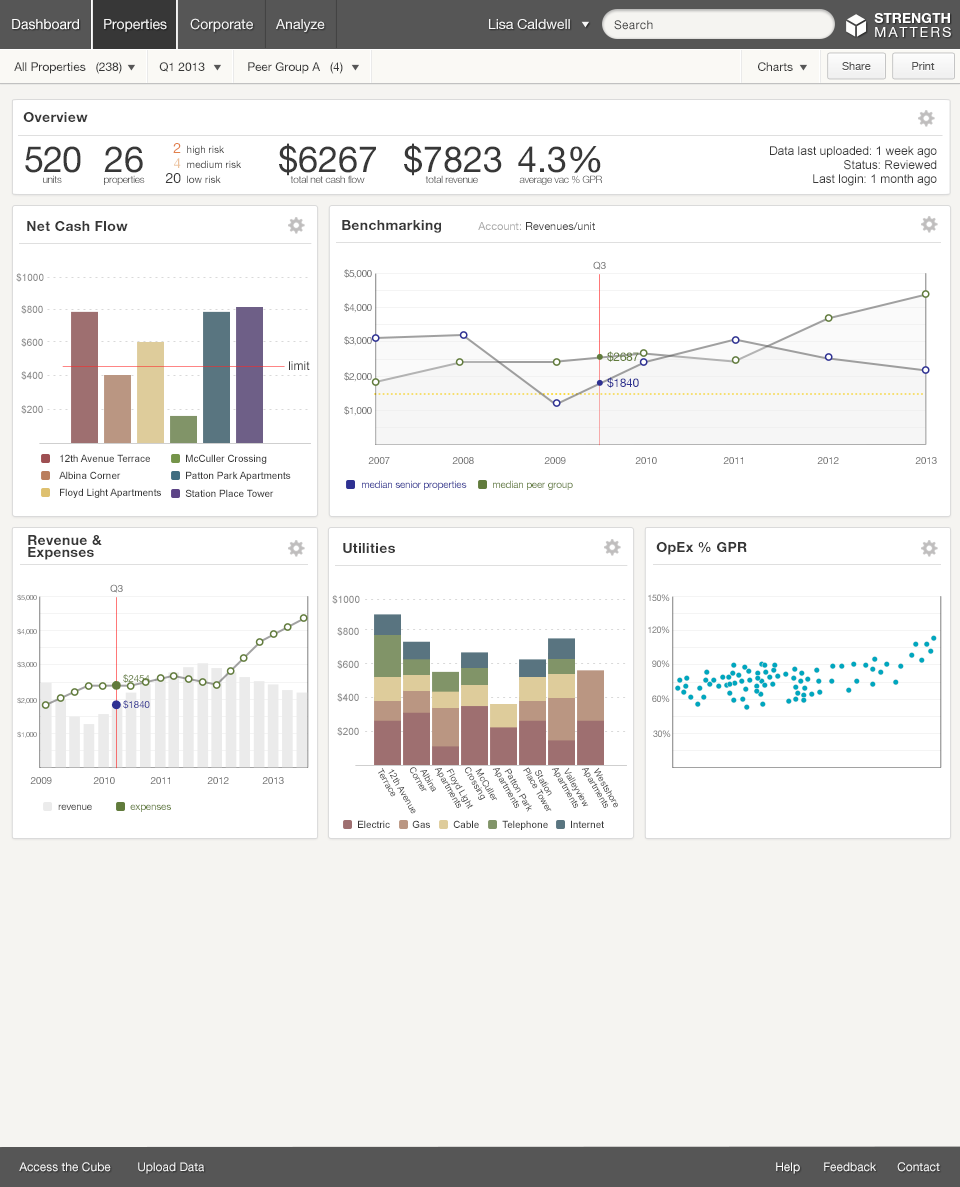 Dashboard Properties Corporate Analyze Lisa Caldwell Search STRENGTH MATTERS
All Properties (238) Q1 2013 Peer Group A (4) Charts Share Print
Overview
520 units
26 properties
2 high risk
4 medium risk
20 low risk
$6267 total net cash flow
$7823 total revenue
4.3% average vac % GPR
Data last uploaded: 1 week ago
Status: Reviewed
Last login: 1 month ago
Net Cash Flow
$1000
$800
$600
$400
$200
limit
12th Avenue Terrace
Albina Corner
Floyd Light Apartments
McCuller Crossing
Patton Park Apartments
Station Place Tower
Benchmarking
Account: Revenues/unit
Q3
$5,000
$4,000
$3,000
$2,000
$1,000
$2687
$1840
2007 2008 2009 2010 2011 2012 2013
median senior properties median peer group
Revenue &
Expenses
Q3
$5,000
$4,000
$3,000
$2,000
$1,000
$2454
$1840
2009 2010 2011 2012 2013
revenue expenses
Utilities
$1000
$800
$600
$400
$200
12th Avenue
Terrace
Albina
Corner
Floyd Light
Apartments
McCuller
Crossing
Patton Park
Apartments
Station
Place Tower
Valleyview
Apartments
Westshore
Apartments
Electric Gas Cable Telephone Internet
OpEx % GPR
150%
120%
90%
60%
30%
Access the Cube Upload Data Help Feedback Contact